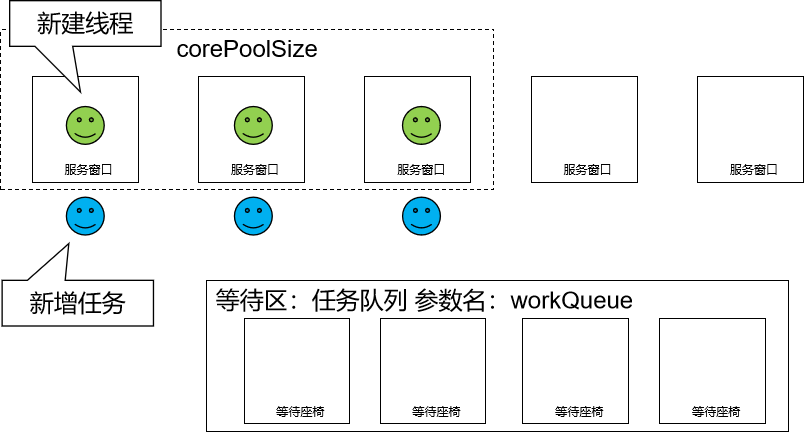 新建线程
corePoolSize
服务窗口
服务窗口
服务窗口
服务窗口
服务窗口
新增任务
等待区：任务队列 参数名：workQueue
等待座椅
等待座椅
等待座椅
等待座椅